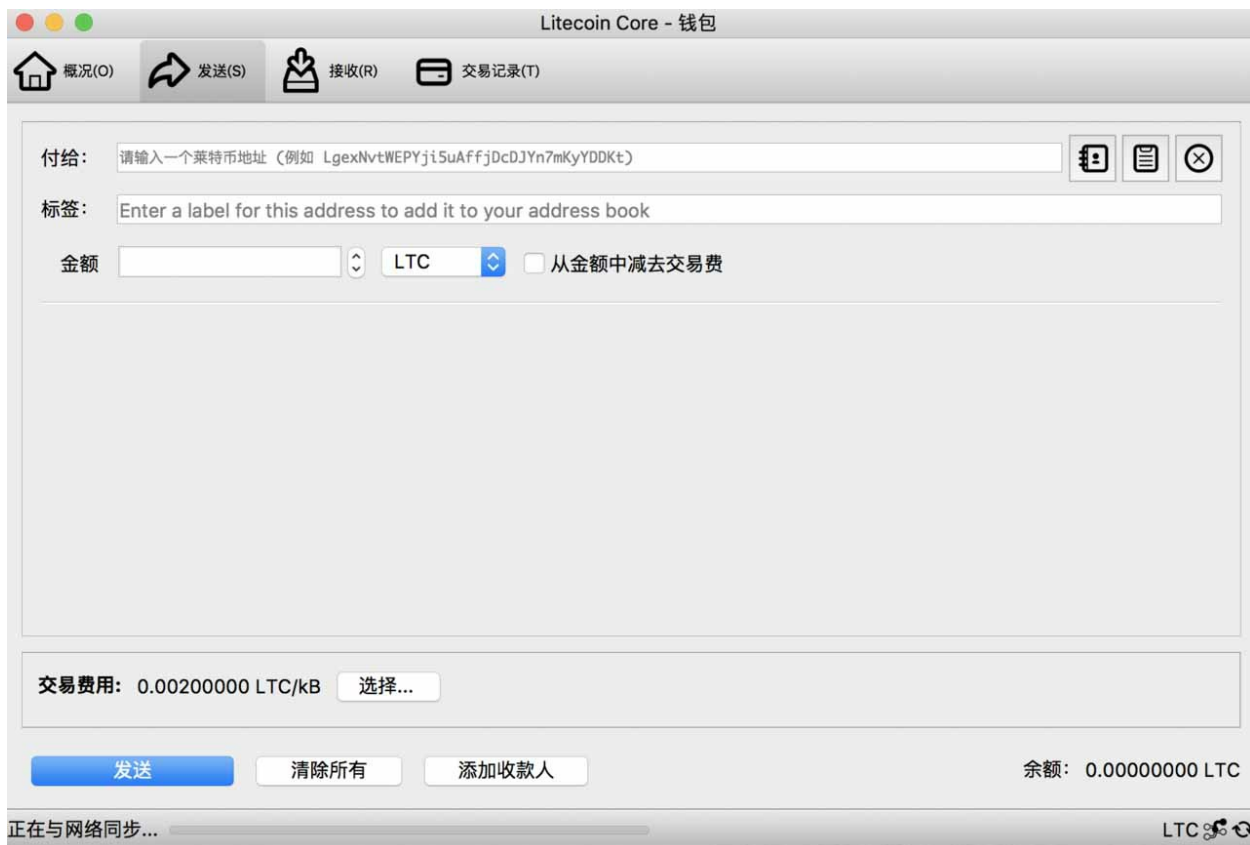 Litecoin Core - 钱包
概况(O) 发送(S) 接收(R) 交易记录(T)
付给: 请输入一个莱特币地址 (例如 LgexNvtWEPYji5uAffjDcDJYn7mKyYDDKt)
标签: Enter a label for this address to add it to your address book
金额 LTC 从金额中减去交易费
交易费用: 0.00200000 LTC/kB 选择...
发送 清除所有 添加收款人 余额: 0.00000000 LTC
正在与网络同步... LTC